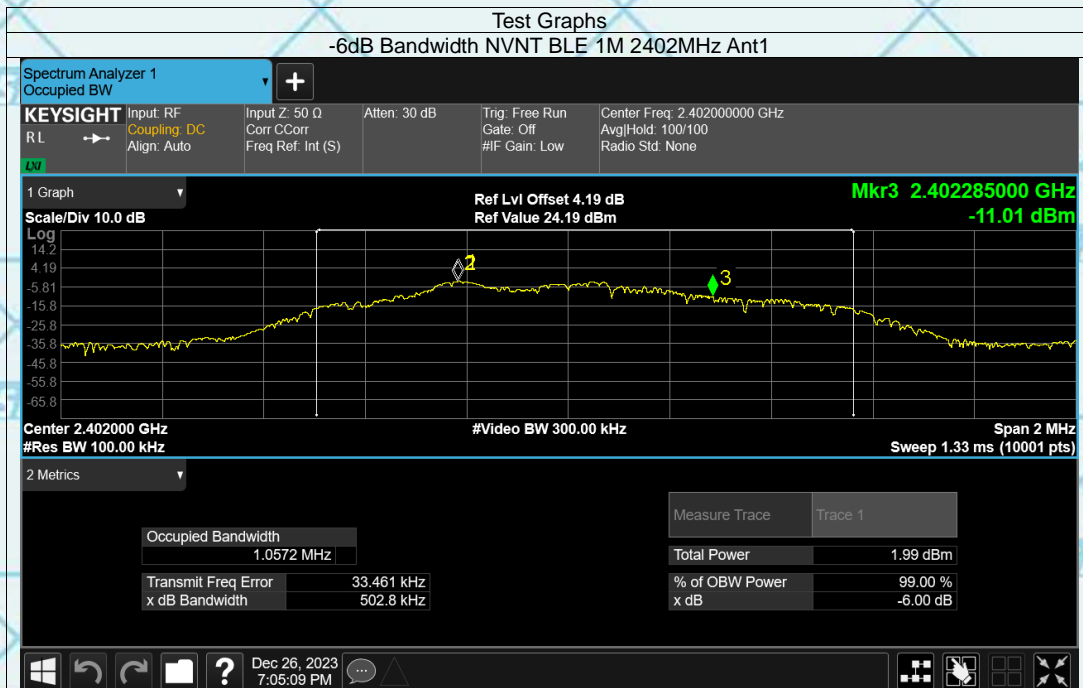 Test Graphs
-6dB Bandwidth NVNT BLE 1M 2402MHz Ant1
Spectrum Analyzer 1
Occupied BW
+
KEYSIGHT Input: RF Input Z: 50 Ω Atten: 30 dB Trig: Free Run Center Freq: 2.402000000 GHz
RL Coupling: DC Corr CCorr Gate: Off Avg|Hold: 100/100
Align: Auto Freq Ref: Int (S) #IF Gain: Low Radio Std: None
LXI
1 Graph Ref Lvl Offset 4.19 dB Mkr3 2.402285000 GHz
Scale/Div 10.0 dB Ref Value 24.19 dBm -11.01 dBm
Log
14.2
4.19
-5.81
-15.8
-25.8
-35.8
-45.8
-55.8
-65.8
2
3
Center 2.402000 GHz #Video BW 300.00 kHz Span 2 MHz
#Res BW 100.00 kHz Sweep 1.33 ms (10001 pts)
2 Metrics
Measure Trace Trace 1
Occupied Bandwidth
1.0572 MHz Total Power 1.99 dBm
Transmit Freq Error 33.461 kHz % of OBW Power 99.00 %
x dB Bandwidth 502.8 kHz x dB -6.00 dB
? Dec 26, 2023
7:05:09 PM